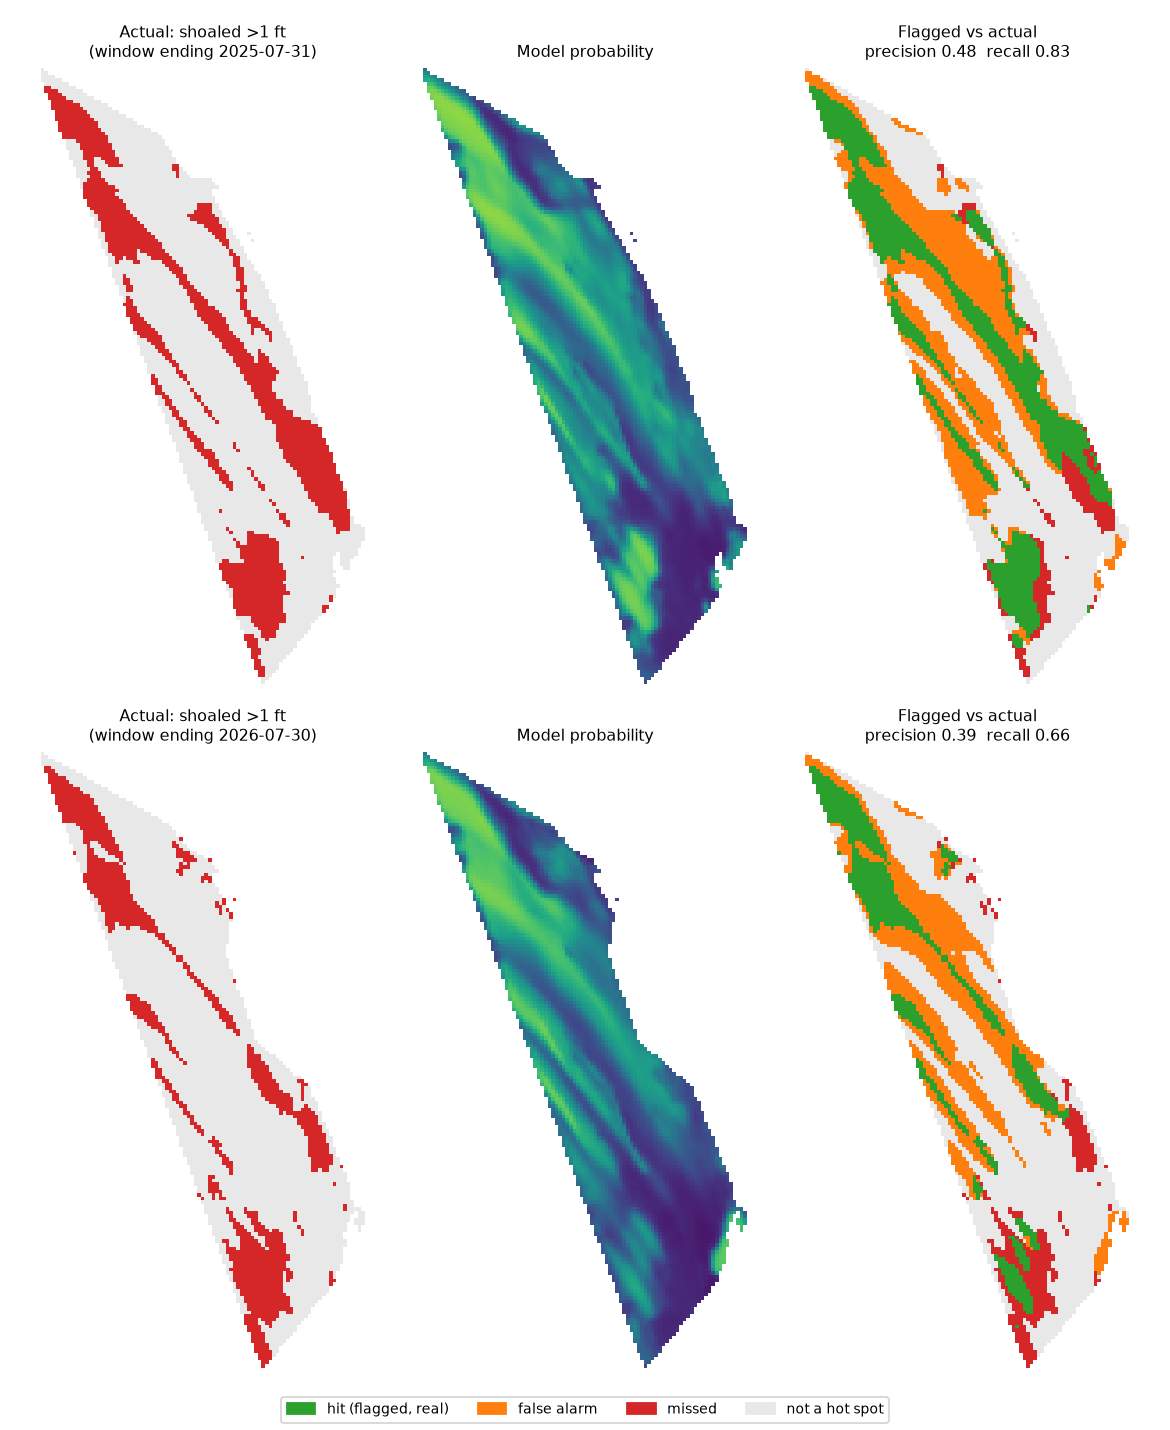 Actual: shoaled >1 ft
(window ending 2025-07-31)
Model probability
Flagged vs actual
precision 0.48  recall 0.83
Actual: shoaled >1 ft
(window ending 2026-07-30)
Model probability
Flagged vs actual
precision 0.39  recall 0.66
hit (flagged, real)
false alarm
missed
not a hot spot